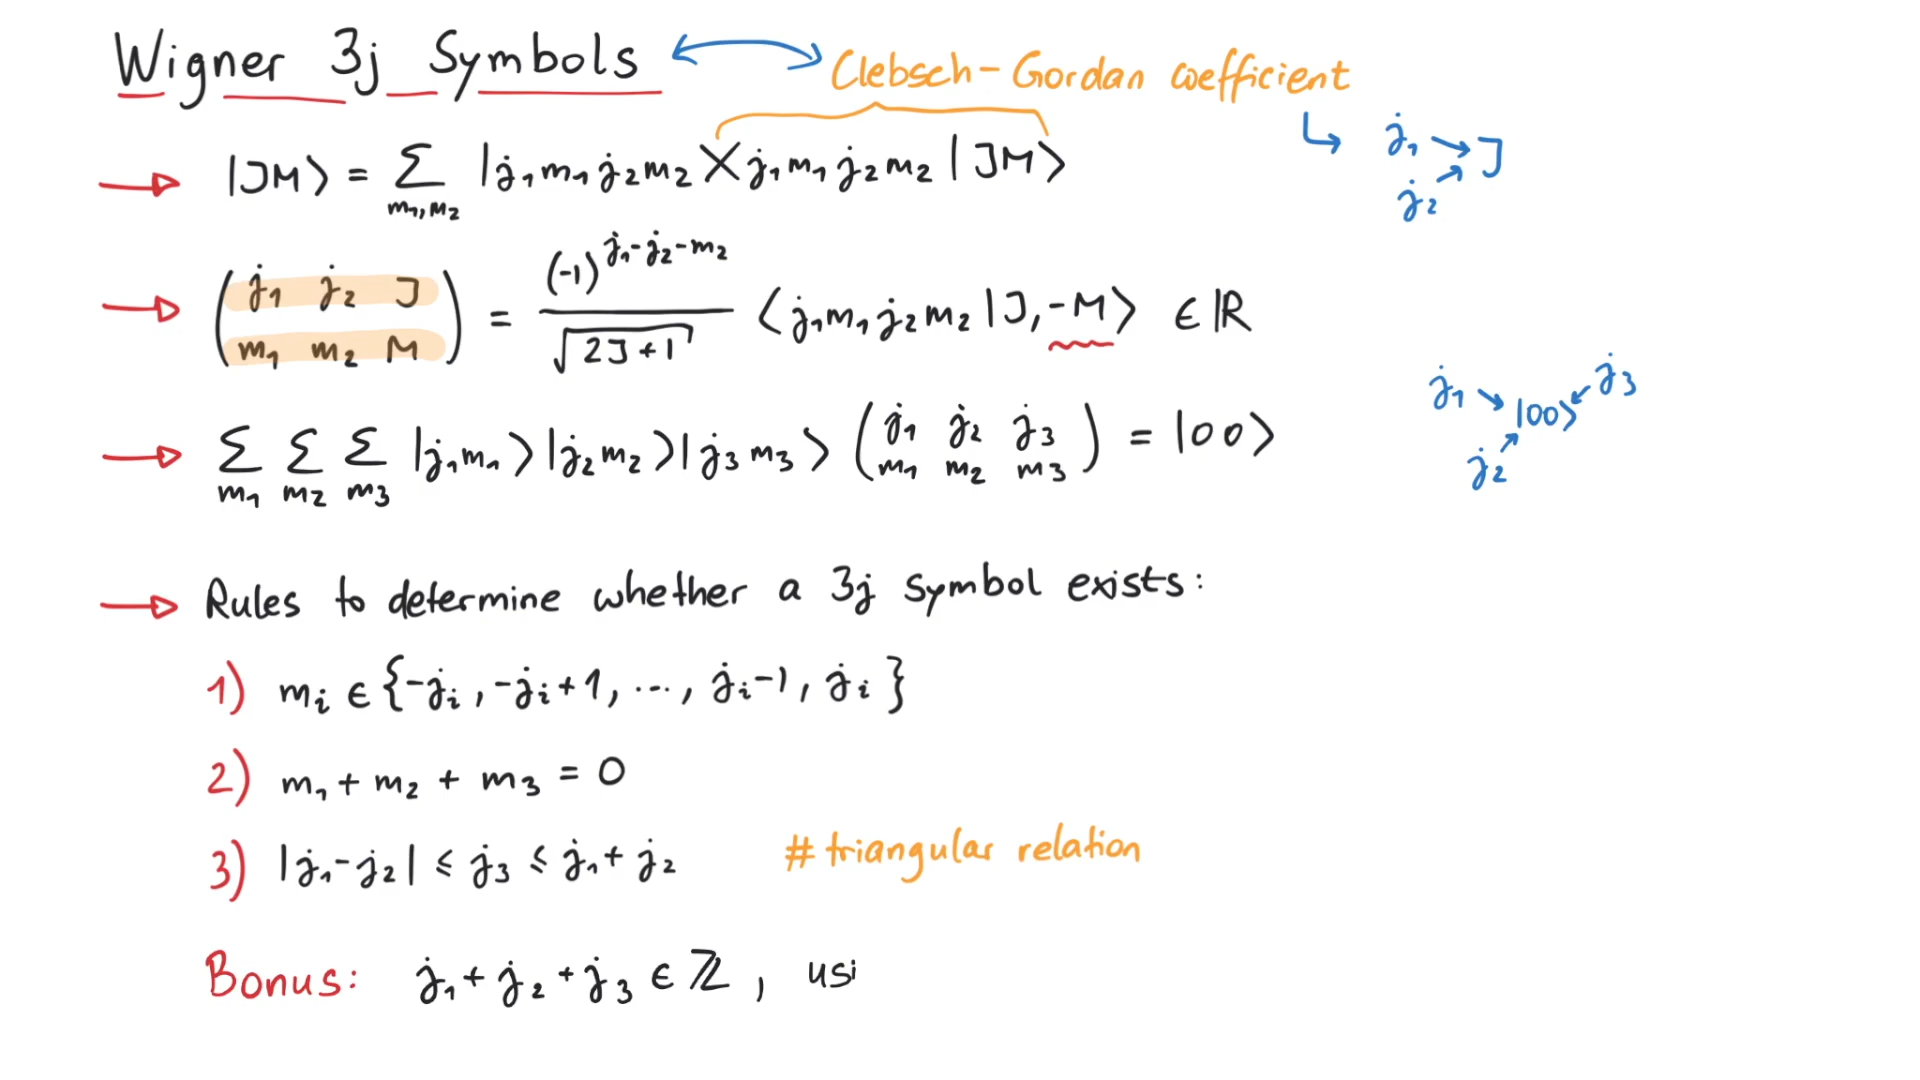 Wigner 3j Symbols ↔ Clebsch-Gordan coefficient
↳ j₁ → J
j₂
→ |JM⟩ = Σ_{m₁,m₂} |j₁m₁j₂m₂⟩⟨j₁m₁j₂m₂|JM⟩
→ (j₁ j₂ J; m₁ m₂ M) = (-1)^{j₁-j₂-m₂} / √(2J+1) ⟨j₁m₁j₂m₂|J,-M⟩ ∈ ℝ
→ Σ_{m₁} Σ_{m₂} Σ_{m₃} |j₁m₁⟩|j₂m₂⟩|j₃m₃⟩ (j₁ j₂ j₃; m₁ m₂ m₃) = |00⟩
j₁ → |00⟩ ← j₃
j₂
→ Rules to determine whether a 3j symbol exists:
1) mᵢ ∈ {-jᵢ, -jᵢ+1, ..., jᵢ-1, jᵢ}
2) m₁ + m₂ + m₃ = 0
3) |j₁-j₂| ≤ j₃ ≤ j₁+j₂ # triangular relation
Bonus: j₁+j₂+j₃ ∈ ℤ, usi